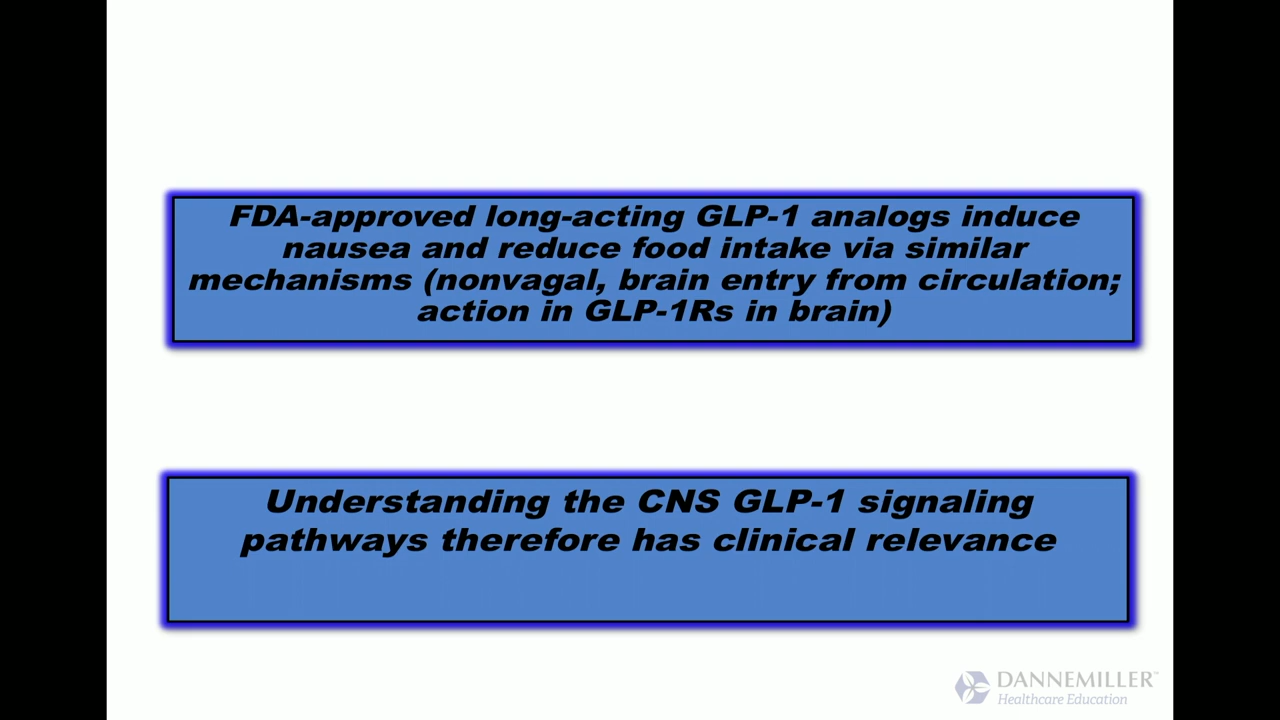 FDA-approved long-acting GLP-1 analogs induce
nausea and reduce food intake via similar
mechanisms (nonvagal, brain entry from circulation;
action in GLP-1Rs in brain)
Understanding the CNS GLP-1 signaling
pathways therefore has clinical relevance
DANNEMILLER™
Healthcare Education